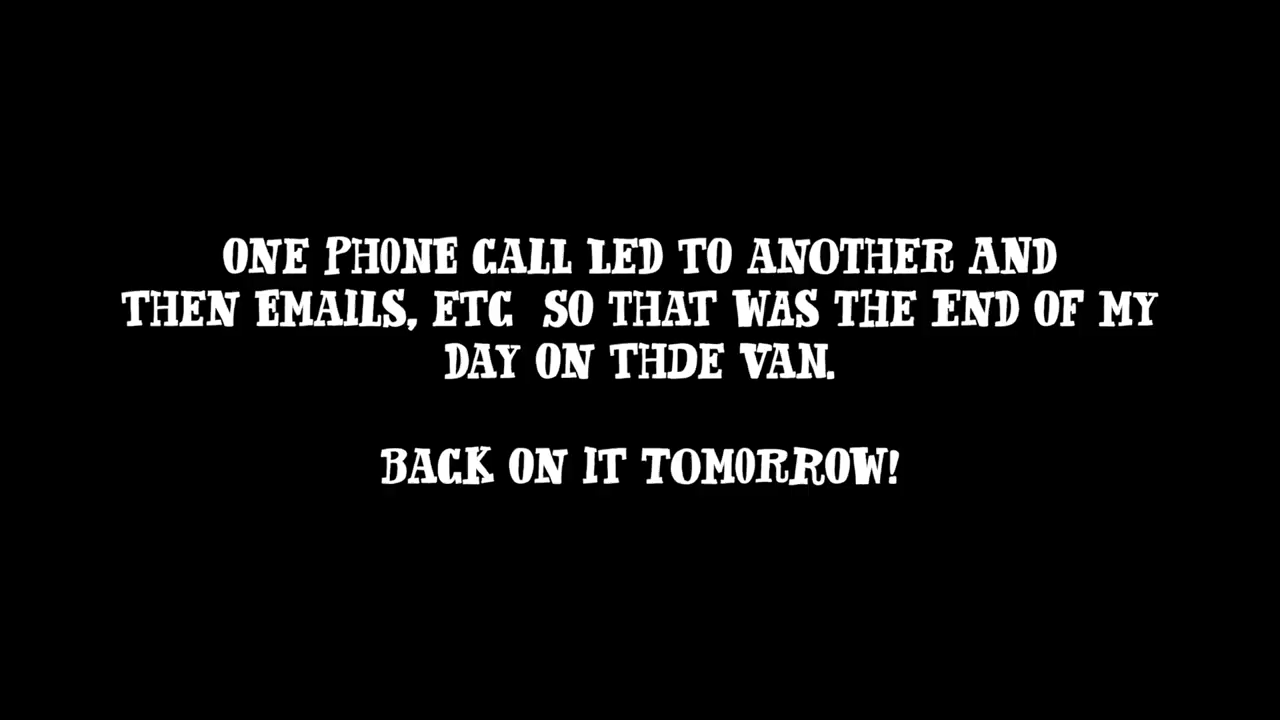 ONE PHONE CALL LED TO ANOTHER AND
THEN EMAILS, ETC  SO THAT WAS THE END OF MY
DAY ON THDE VAN.
BACK ON IT TOMORROW!